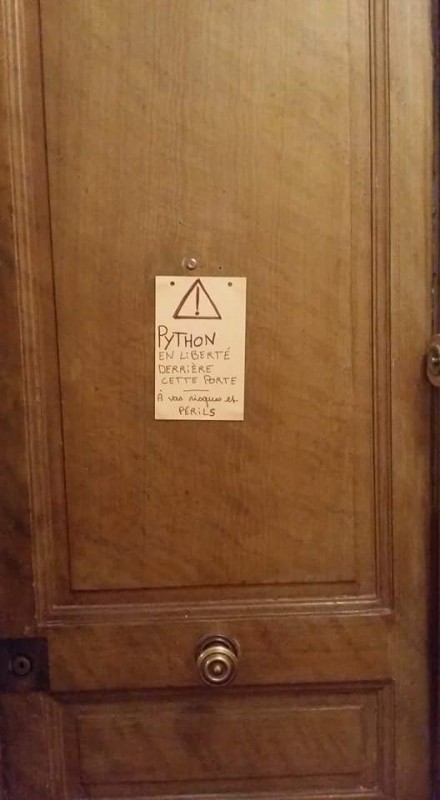 !
PYTHON
EN LIBERTÉ
DERRIÈRE
CETTE PORTE
À vos risques et
PÉRILS